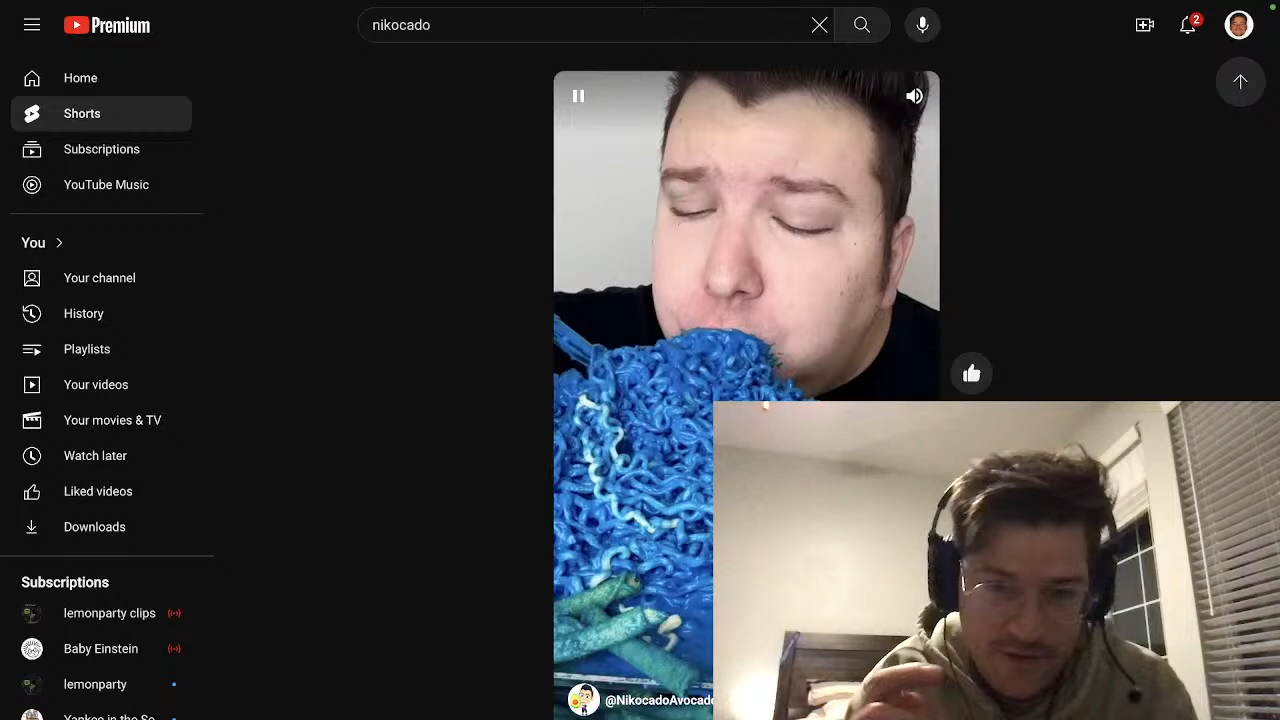 Premium
nikocado
2
Home
Shorts
Subscriptions
YouTube Music
You
Your channel
History
Playlists
Your videos
Your movies & TV
Watch later
Liked videos
Downloads
Subscriptions
lemonparty clips
Baby Einstein
lemonparty
@NikocadoAvocado